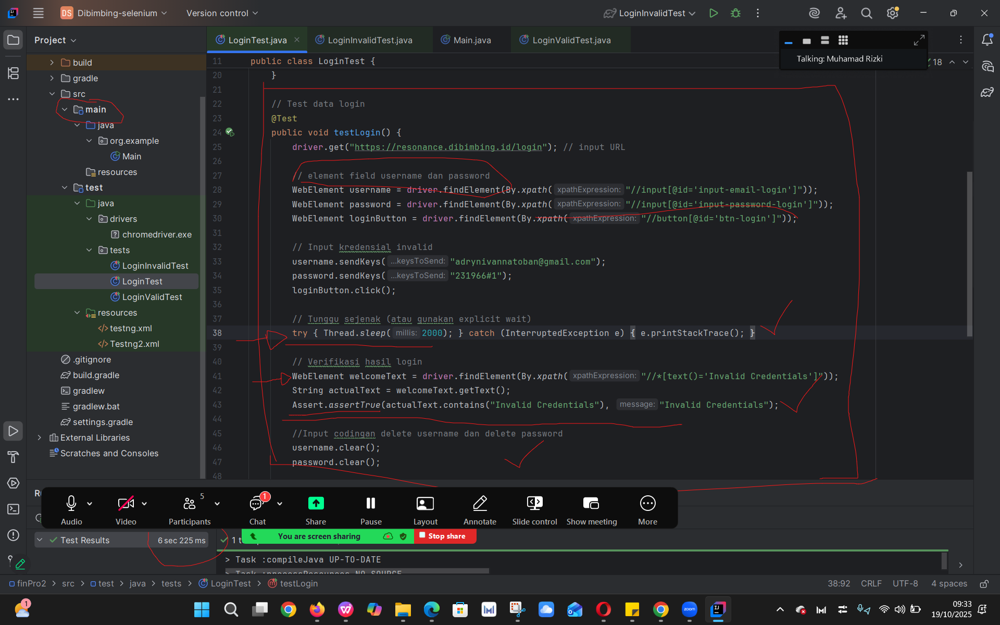 DS Dibimbing-selenium
Version control
LoginInvalidTest
Project
LoginTest.java
LoginInvalidTest.java
Main.java
LoginValidTest.java
Talking: Muhamad Rizki
18
build
gradle
src
main
java
org.example
Main
resources
test
java
drivers
chromedriver.exe
tests
LoginInvalidTest
LoginTest
LoginValidTest
resources
testng.xml
Testng2.xml
.gitignore
build.gradle
gradlew
gradlew.bat
settings.gradle
External Libraries
Scratches and Consoles
11 public class LoginTest {
20 }
21
22 // Test data login
23 @Test
24 public void testLogin() {
25 driver.get("https://resonance.dibimbing.id/login"); // input URL
26
27 // element field username dan password
28 WebElement username = driver.findElement(By.xpath( xpathExpression: "//input[@id='input-email-login']"));
29 WebElement password = driver.findElement(By.xpath( xpathExpression: "//input[@id='input-password-login']"));
30 WebElement loginButton = driver.findElement(By.xpath( xpathExpression: "//button[@id='btn-login']"));
31
32 // Input kredensial invalid
33 username.sendKeys( ...keysToSend: "adrynivannatoban@gmail.com");
34 password.sendKeys( ...keysToSend: "231966#1");
35 loginButton.click();
36
37 // Tunggu sejenak (atau gunakan explicit wait)
38 try { Thread.sleep( millis: 2000); } catch (InterruptedException e) { e.printStackTrace(); }
39
40 // Verifikasi hasil login
41 WebElement welcomeText = driver.findElement(By.xpath( xpathExpression: "//*[text()='Invalid Credentials']"));
42 String actualText = welcomeText.getText();
43 Assert.assertTrue(actualText.contains("Invalid Credentials"), message: "Invalid Credentials");
44
45 //Input codingan delete username dan delete password
46 username.clear();
47 password.clear();
48
Audio
Video
5
Participants
1
Chat
Share
Pause
Layout
Annotate
Slide control
Show meeting
More
You are screen sharing
Stop share
Test Results
6 sec 225 ms
> Task :compileJava UP-TO-DATE
> Task :processResources NO-SOURCE
finPro2 > src > test > java > tests > LoginTest > testLogin
38:92 CRLF UTF-8 4 spaces
1
zoom
09:33
19/10/2025